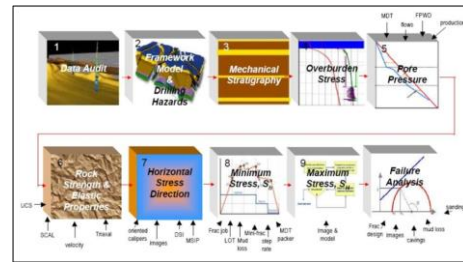 MDT
flows
FPWD
production
1
Data Audit
2
Framework
Model
&
Drilling
Hazards
3
Mechanical
Stratigraphy
Overburden
Stress
5
Pore
Pressure
6
Rock
Strength &
Elastic
Properties
7
Horizontal
Stress
Direction
8
Minimum
Stress, S
9
Maximum
Stress, S
Failure
Analysis
UCS
SCAL
velocity
Triaxial
oriented
calipers
images
DSI
MSIP
Frac job
LOT
Mud
loss
Mini-frac
step
rate
MDT
packer
Image & model
Frac
design
images
cavings
mud loss
sanding